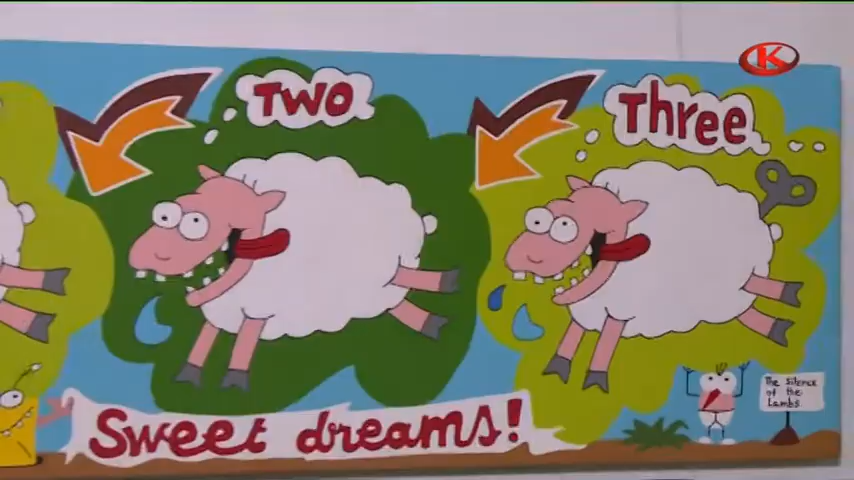 K
TWO
Three
The Silence
of the
Lambs
Sweet dreams!